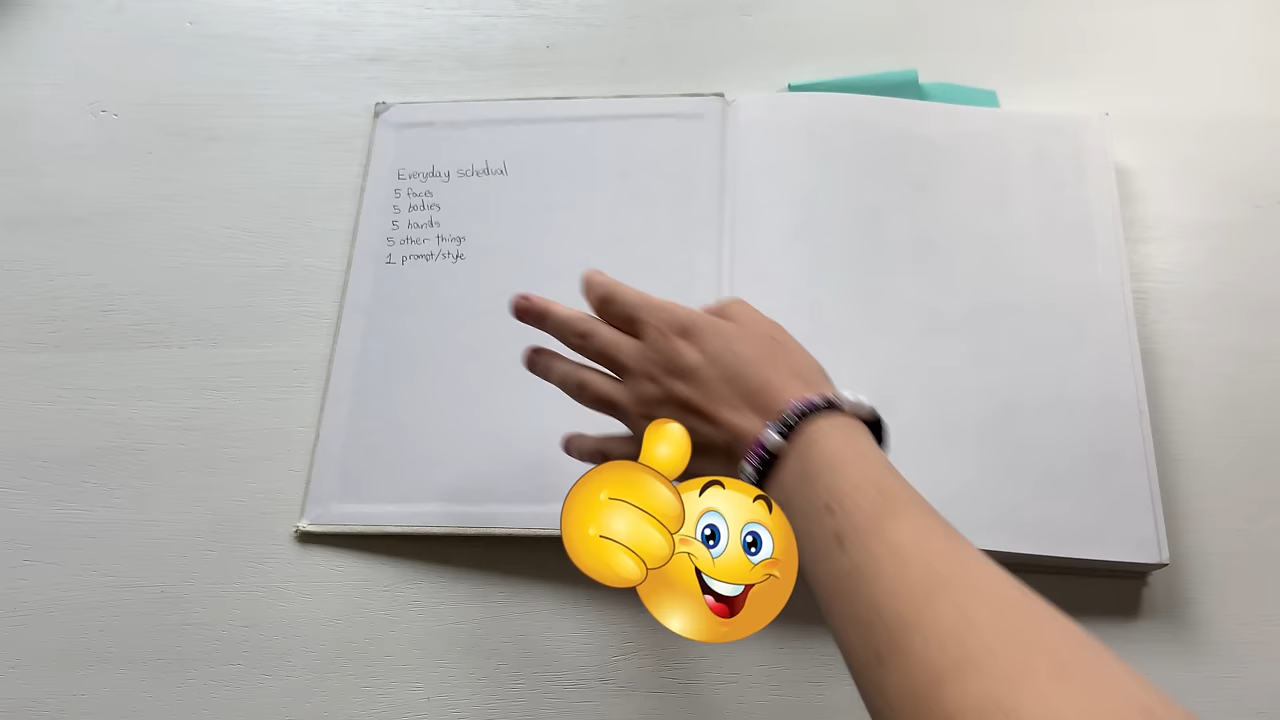 Everyday schedual
5 faces
5 bodies
5 hands
5 other things
1 prompt/style